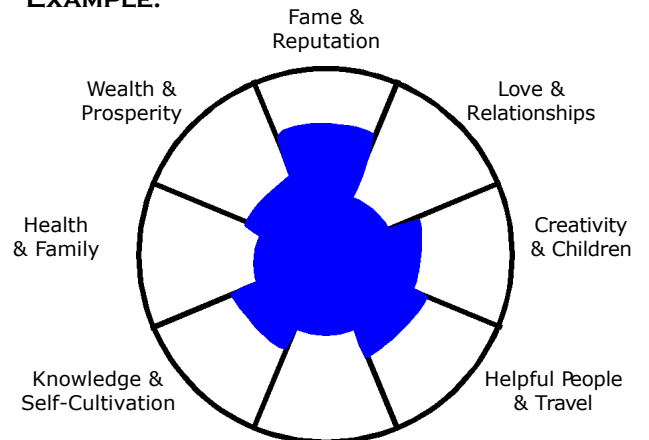 EXAMPLE:
Fame &
Reputation
Wealth &
Prosperity
Love &
Relationships
Health
& Family
Creativity
& Children
Knowledge &
Self-Cultivation
Helpful People
& Travel